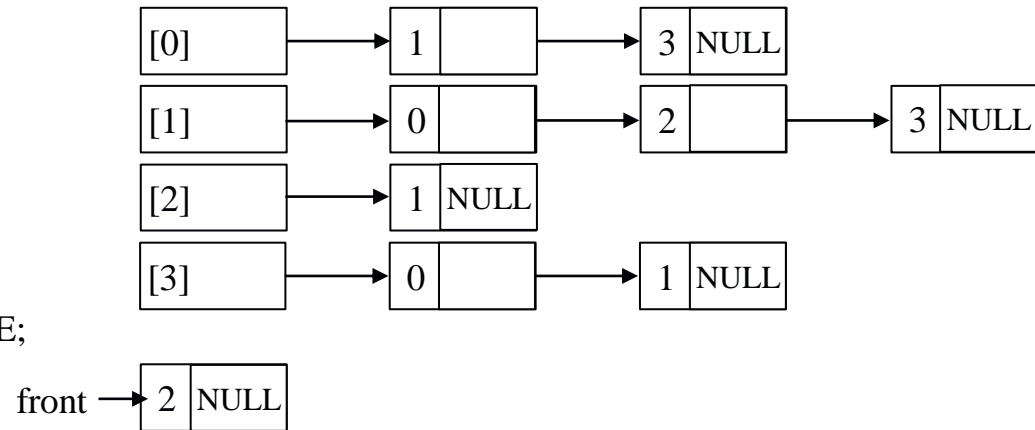 [0] 1 3 NULL
[1] 0 2 3 NULL
[2] 1 NULL
[3] 0 1 NULL
E;
front 2 NULL